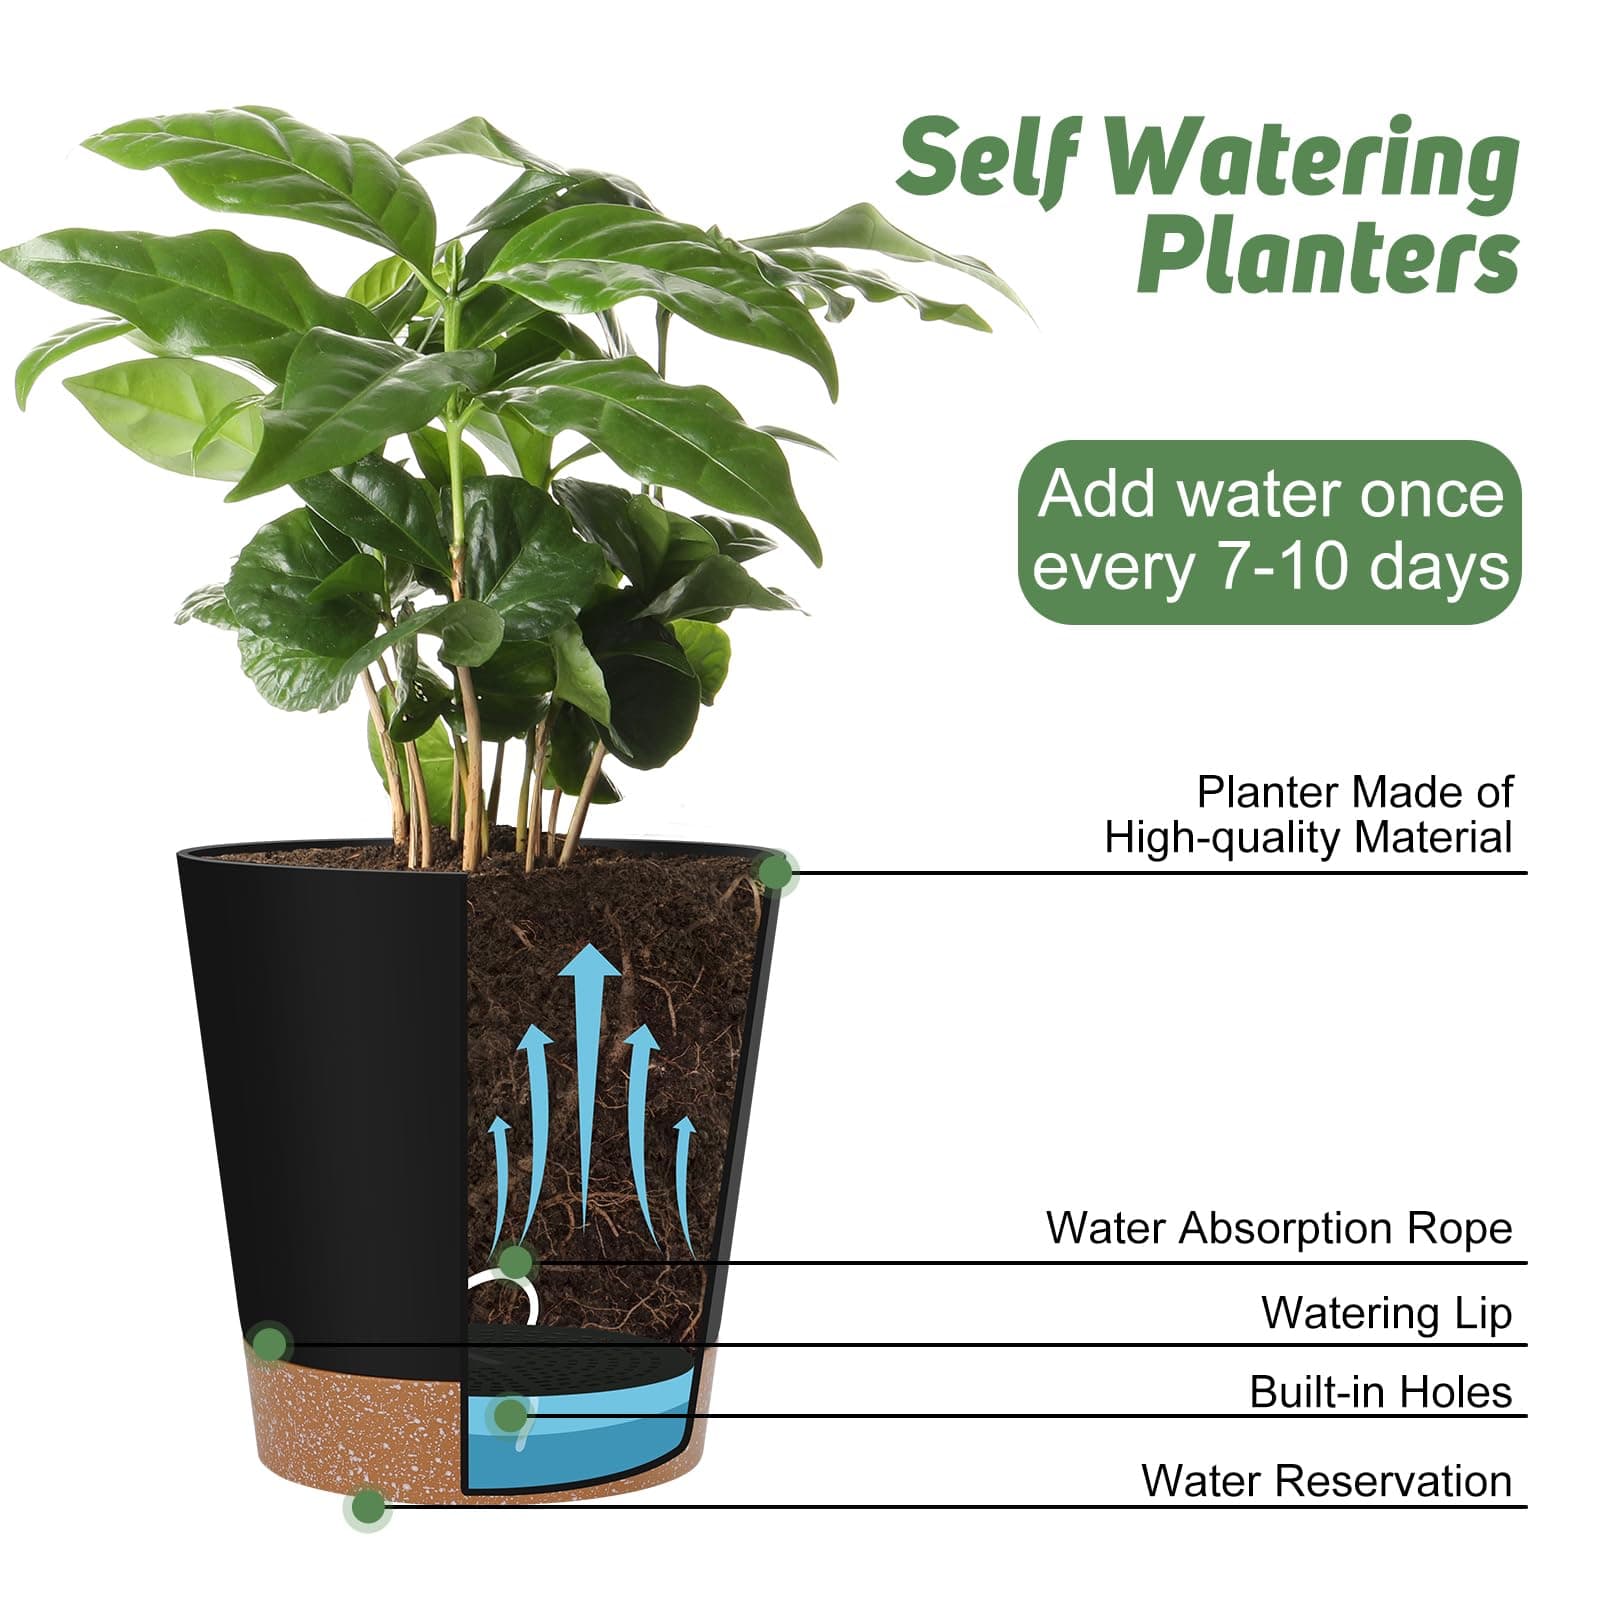 Self Watering
Planters
Add water once
every 7-10 days
Planter Made of
High-quality Material
Water Absorption Rope
Watering Lip
Built-in Holes
Water Reservation